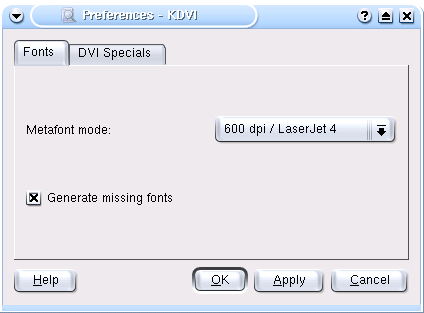 Preferences - KDVI
Fonts
DVI Specials
Metafont mode:
600 dpi / LaserJet 4
Generate missing fonts
Help
OK
Apply
Cancel